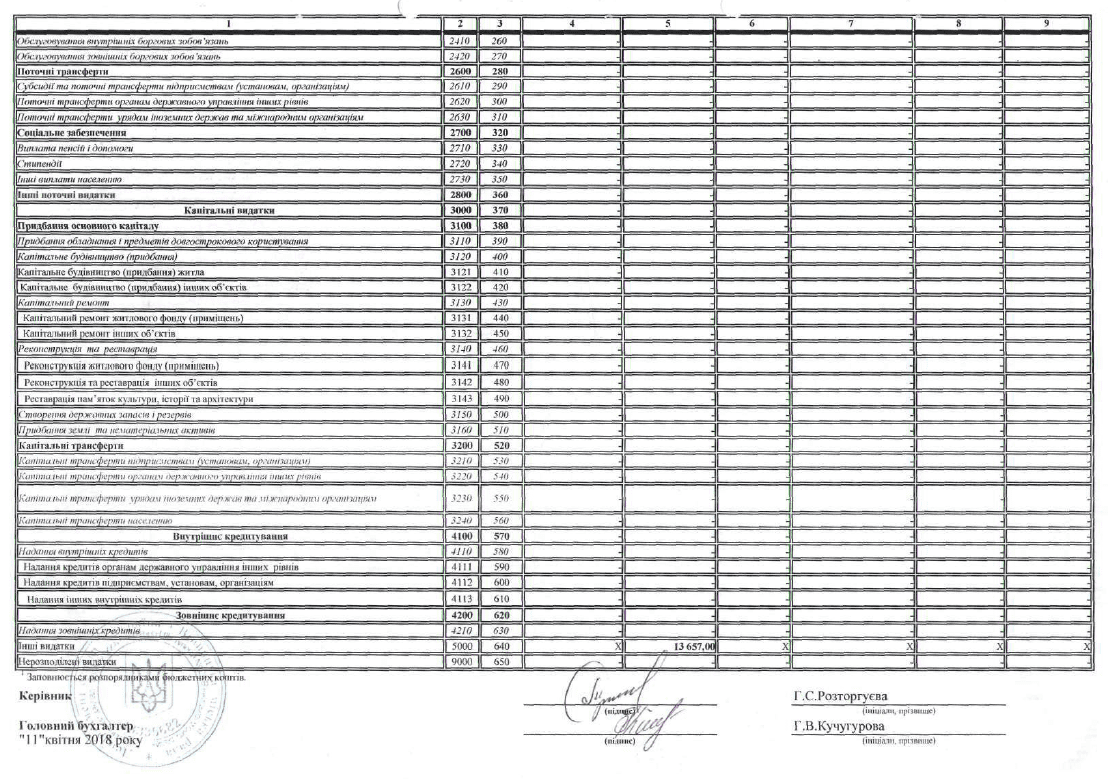 1 2 3 4 5 6 7 8 9
Обслуговування внутрішніх боргових зобов'язань 2410 260 - - - - - -
Обслуговування зовнішніх боргових зобов'язань 2420 270 - - - - - -
Поточні трансферти 2600 280 - - - - - -
Субсидії та поточні трансферти підприємствам (установам, організаціям) 2610 290 - - - - - -
Поточні трансферти органам державного управління інших рівнів 2620 300 - - - - - -
Поточні трансферти урядам іноземних держав та міжнародним організаціям 2630 310 - - - - - -
Соціальне забезпечення 2700 320 - - - - - -
Виплата пенсій і допомоги 2710 330 - - - - - -
Стипендії 2720 340 - - - - - -
Інші виплати населенню 2730 350 - - - - - -
Інші поточні видатки 2800 360 - - - - - -
Капітальні видатки 3000 370 - - - - - -
Придбання основного капіталу 3100 380 - - - - - -
Придбання обладнання і предметів довгострокового користування 3110 390 - - - - - -
Капітальне будівництво (придбання) 3120 400 - - - - - -
Капітальне будівництво (придбання) житла 3121 410 - - - - - -
Капітальне будівництво (придбання) інших об'єктів 3122 420 - - - - - -
Капітальний ремонт 3130 430 - - - - - -
Капітальний ремонт житлового фонду (приміщень) 3131 440 - - - - - -
Капітальний ремонт інших об'єктів 3132 450 - - - - - -
Реконструкція та реставрація 3140 460 - - - - - -
Реконструкція житлового фонду (приміщень) 3141 470 - - - - - -
Реконструкція та реставрація інших об'єктів 3142 480 - - - - - -
Реставрація пам'яток культури, історії та архітектури 3143 490 - - - - - -
Створення державних запасів і резервів 3150 500 - - - - - -
Придбання землі та нематеріальних активів 3160 510 - - - - - -
Капітальні трансферти 3200 520 - - - - - -
Капітальні трансферти підприємствам (установам, організаціям) 3210 530 - - - - - -
Капітальні трансферти органам державного управління інших рівнів 3220 540 - - - - - -
Капітальні трансферти урядам іноземних держав та міжнародним організаціям 3230 550 - - - - - -
Капітальні трансферти населенню 3240 560 - - - - - -
Внутрішнє кредитування 4100 570 - - - - - -
Надання внутрішніх кредитів 4110 580 - - - - - -
Надання кредитів органам державного управління інших рівнів 4111 590 - - - - - -
Надання кредитів підприємствам, установам, організаціям 4112 600 - - - - - -
Надання інших внутрішніх кредитів 4113 610 - - - - - -
Зовнішнє кредитування 4200 620 - - - - - -
Надання зовнішніх кредитів 4210 630 - - - - - -
Інші видатки 5000 640 X 13 657,00 X X X X
Нерозподілені видатки 9000 650 - - - - - -
¹ Заповнюється розпорядниками бюджетних коштів.
Керівник Г.С.Розторгуєва
(підпис) (ініціали, прізвище)
Головний бухгалтер Г.В.Кучугурова
"11"квітня 2018 року (підпис) (ініціали, прізвище)